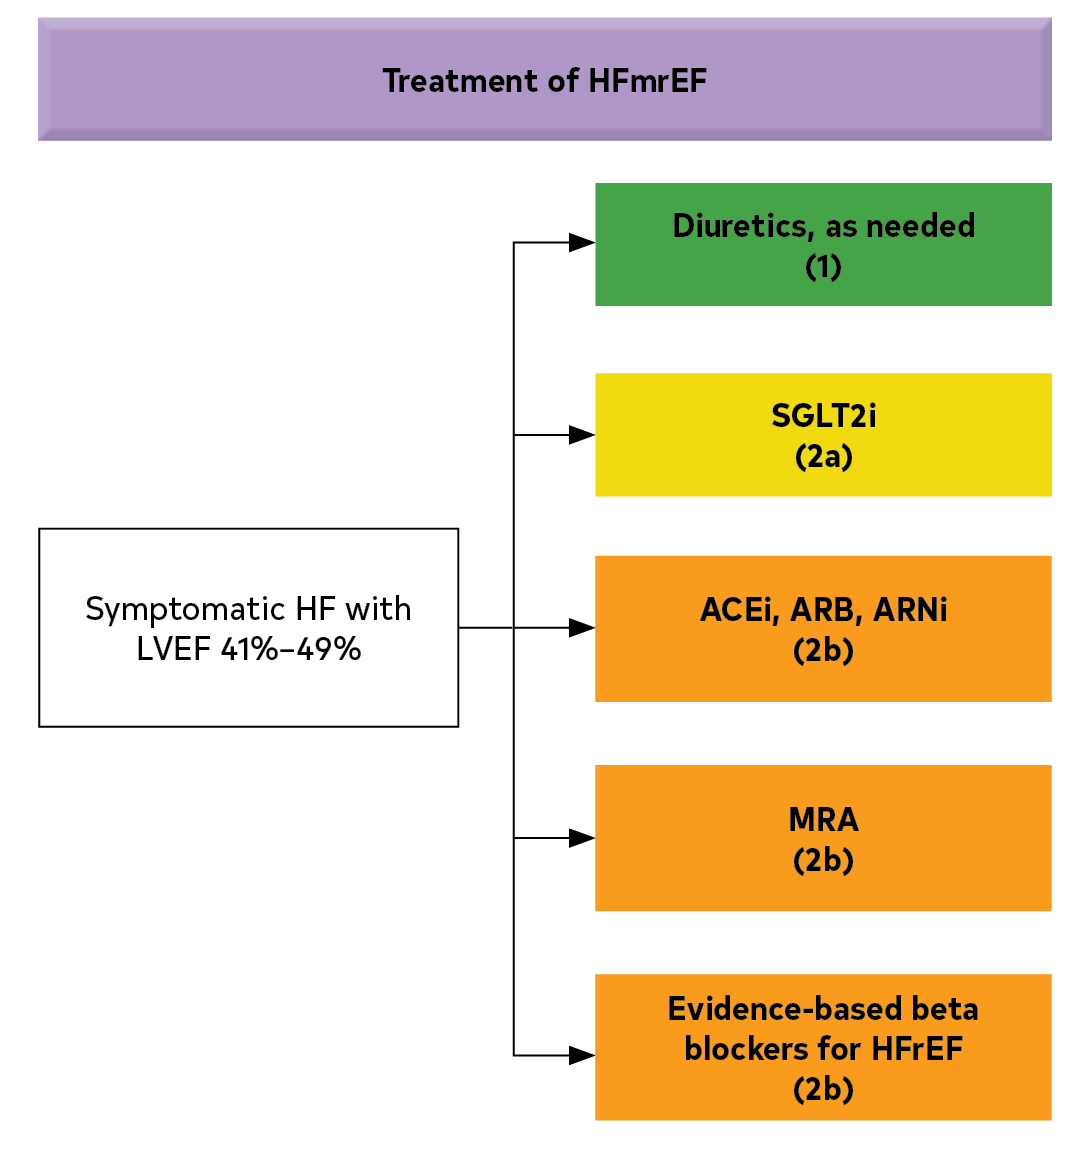 Treatment of HFmrEF
Diuretics, as needed
(1)
SGLT2i
(2a)
Symptomatic HF with
LVEF 41%–49%
ACEi, ARB, ARNi
(2b)
MRA
(2b)
Evidence-based beta
blockers for HFrEF
(2b)